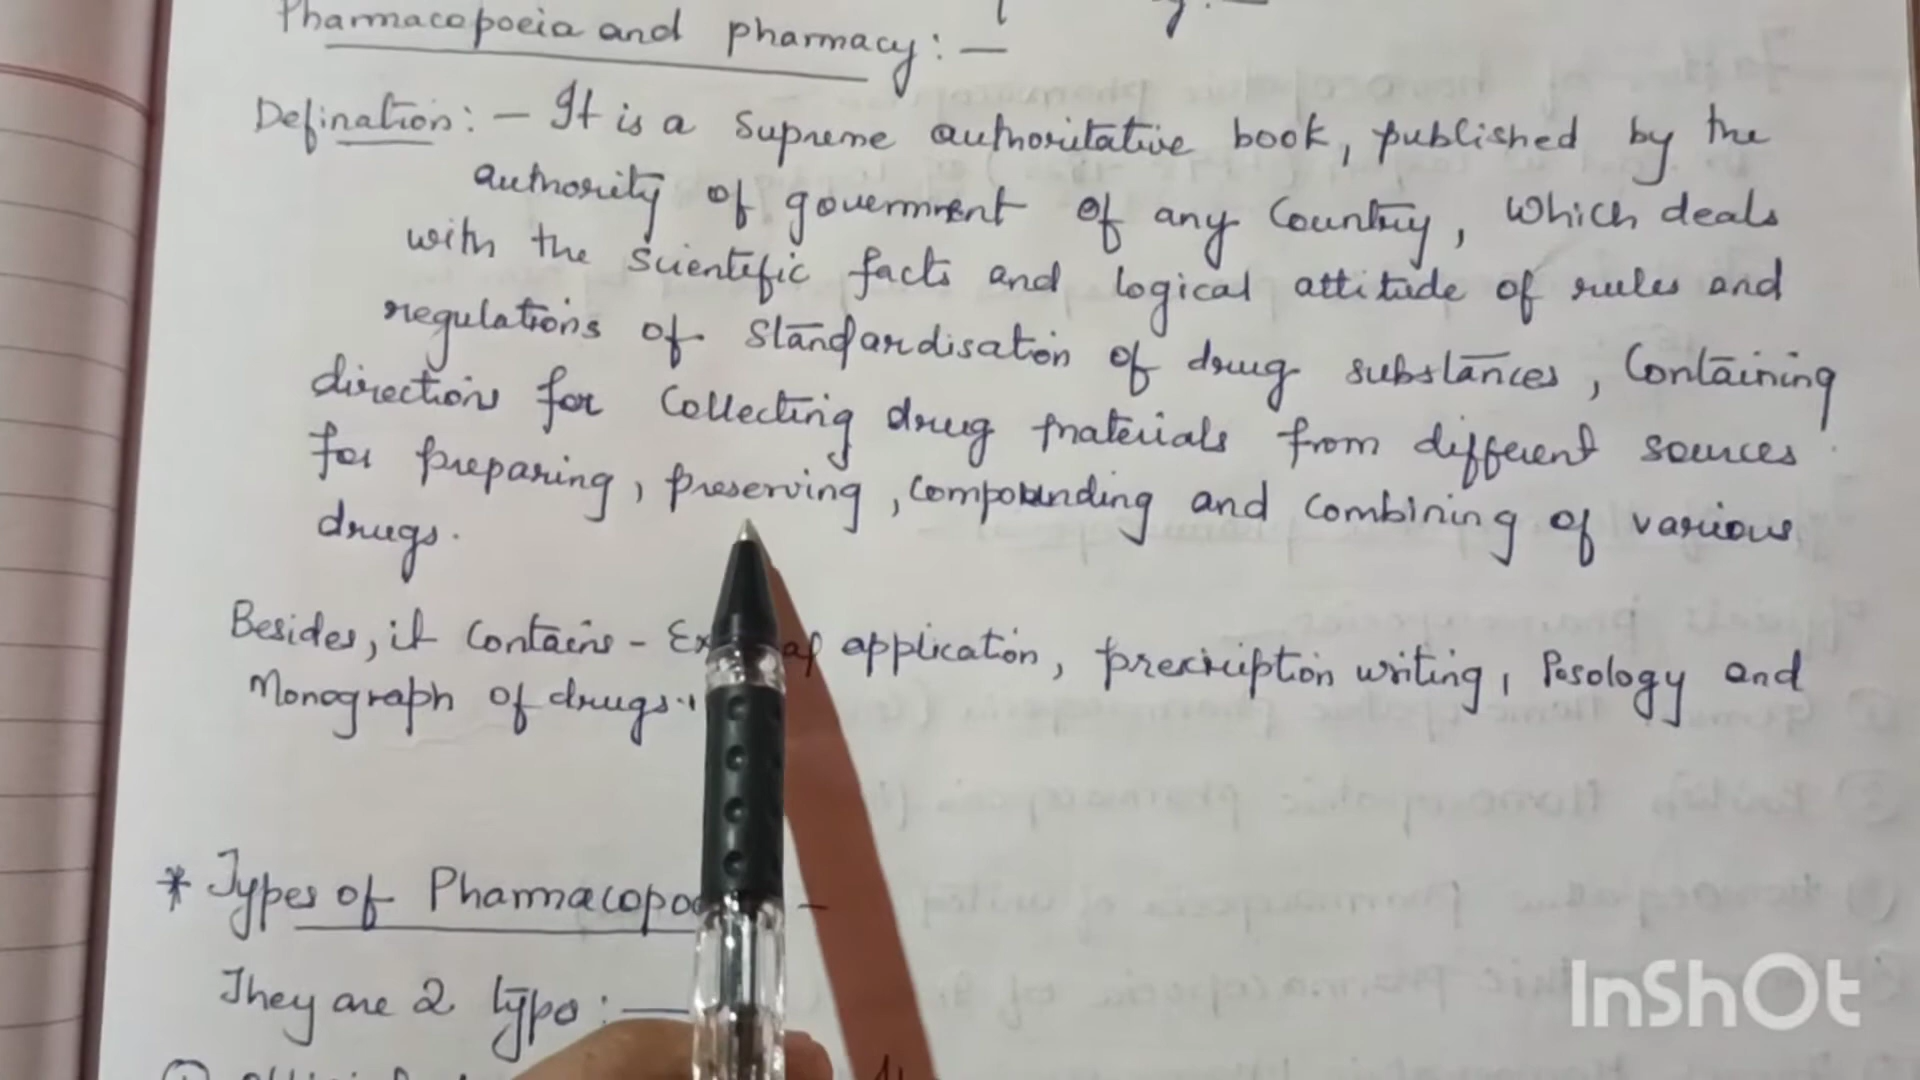 Pharmacopoeia and pharmacy: —
Defination: — It is a supreme authoritative book, published by the
authority of government of any Country, which deals
with the scientific facts and logical attitude of rules and
regulations of standardisation of drug substances, Containing
directions for collecting drug materials from different sources
for preparing, preserving, compounding and combining of various
drugs.
Besides, it contains - application, precription writing, Posology and
Monograph of drugs.
* Types of
They are 2 type: —
InShOt